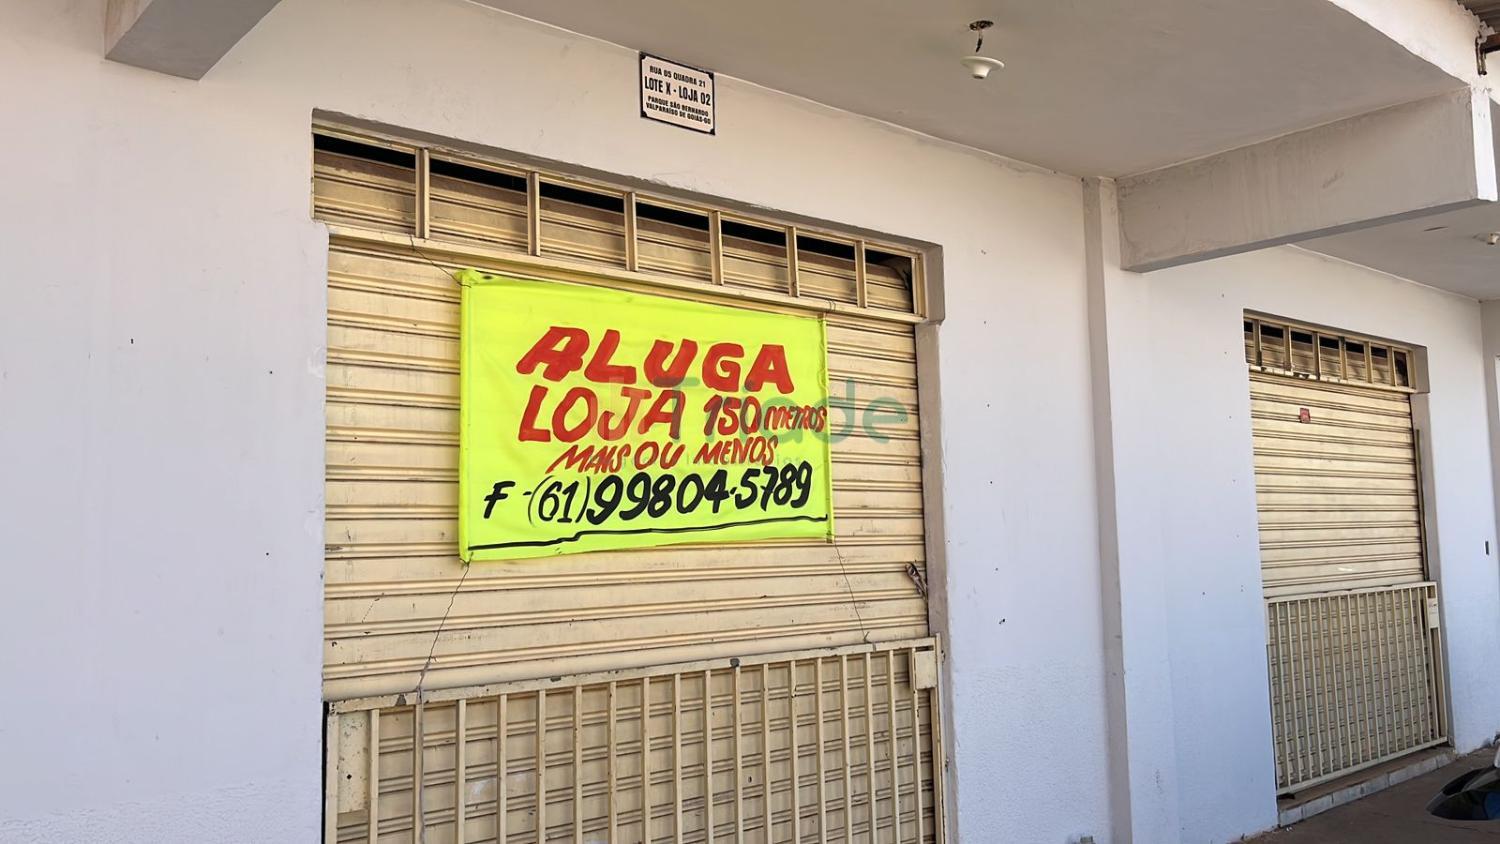 RUA 05 QUADRA 21
LOTE X - LOJA 02
PARQUE SÃO BERNARDO
VALPARAÍSO DE GOIÁS-GO
ALUGA
LOJA 150 METROS
MAIS OU MENOS
F-(61)99804-5789
Triade